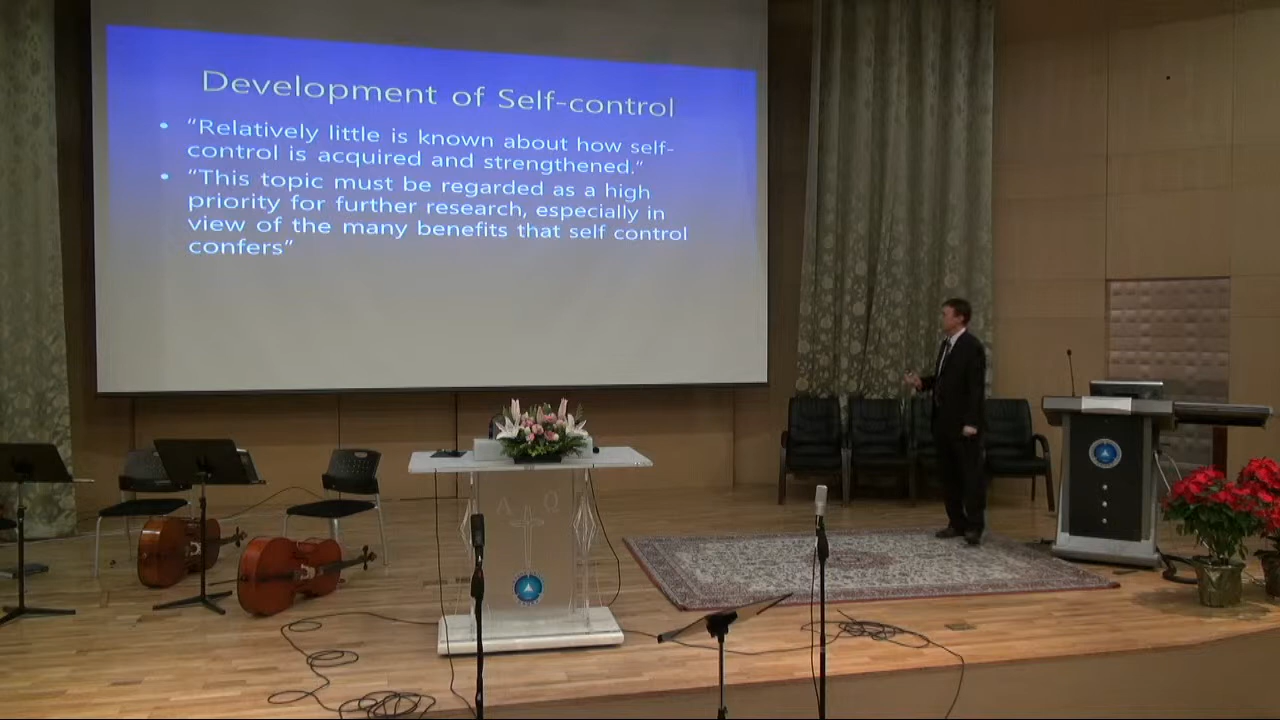 Development of Self-control
• “Relatively little is known about how self-
control is acquired and strengthened.”
• “This topic must be regarded as a high
priority for further research, especially in
view of the many benefits that self control
confers”
Α Ω